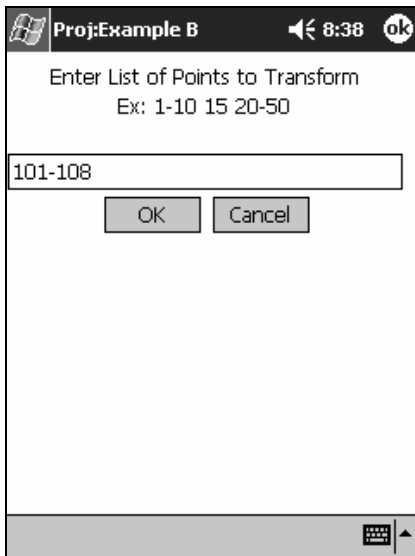 Proj:Example B 8:38 ok
Enter List of Points to Transform
Ex: 1-10 15 20-50
101-108
OK Cancel